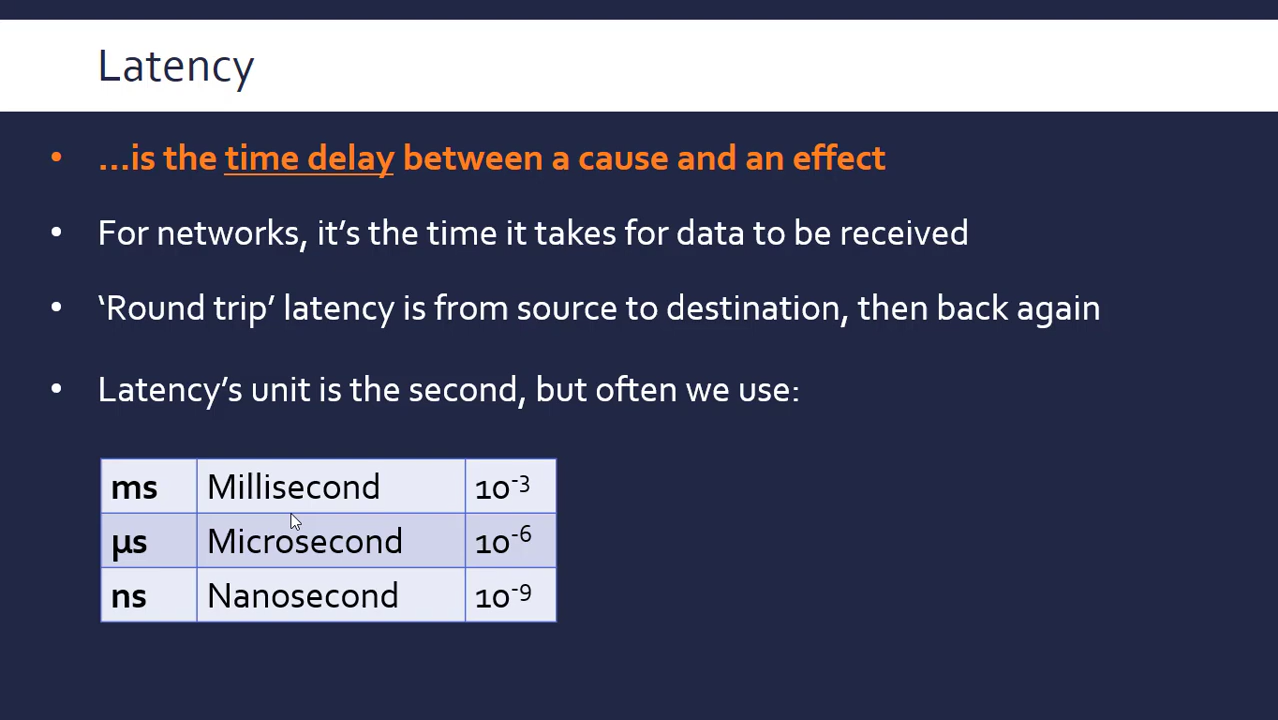 Latency
• …is the time delay between a cause and an effect
• For networks, it’s the time it takes for data to be received
• ‘Round trip’ latency is from source to destination, then back again
• Latency’s unit is the second, but often we use:
ms Millisecond 10⁻³
µs Microsecond 10⁻⁶
ns Nanosecond 10⁻⁹